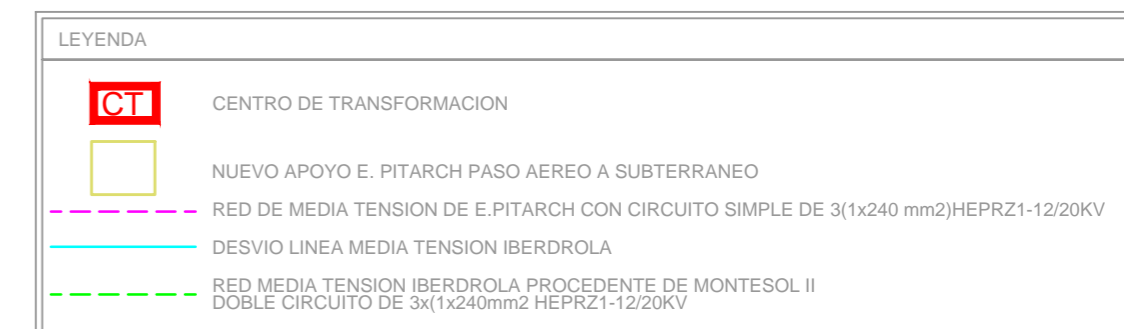 LEYENDA
CT CENTRO DE TRANSFORMACION
NUEVO APOYO E. PITARCH PASO AEREO A SUBTERRANEO
RED DE MEDIA TENSION DE E.PITARCH CON CIRCUITO SIMPLE DE 3(1x240 mm2)HEPRZ1-12/20KV
DESVIO LINEA MEDIA TENSION IBERDROLA
RED MEDIA TENSION IBERDROLA PROCEDENTE DE MONTESOL II
DOBLE CIRCUITO DE 3x(1x240mm2 HEPRZ1-12/20KV